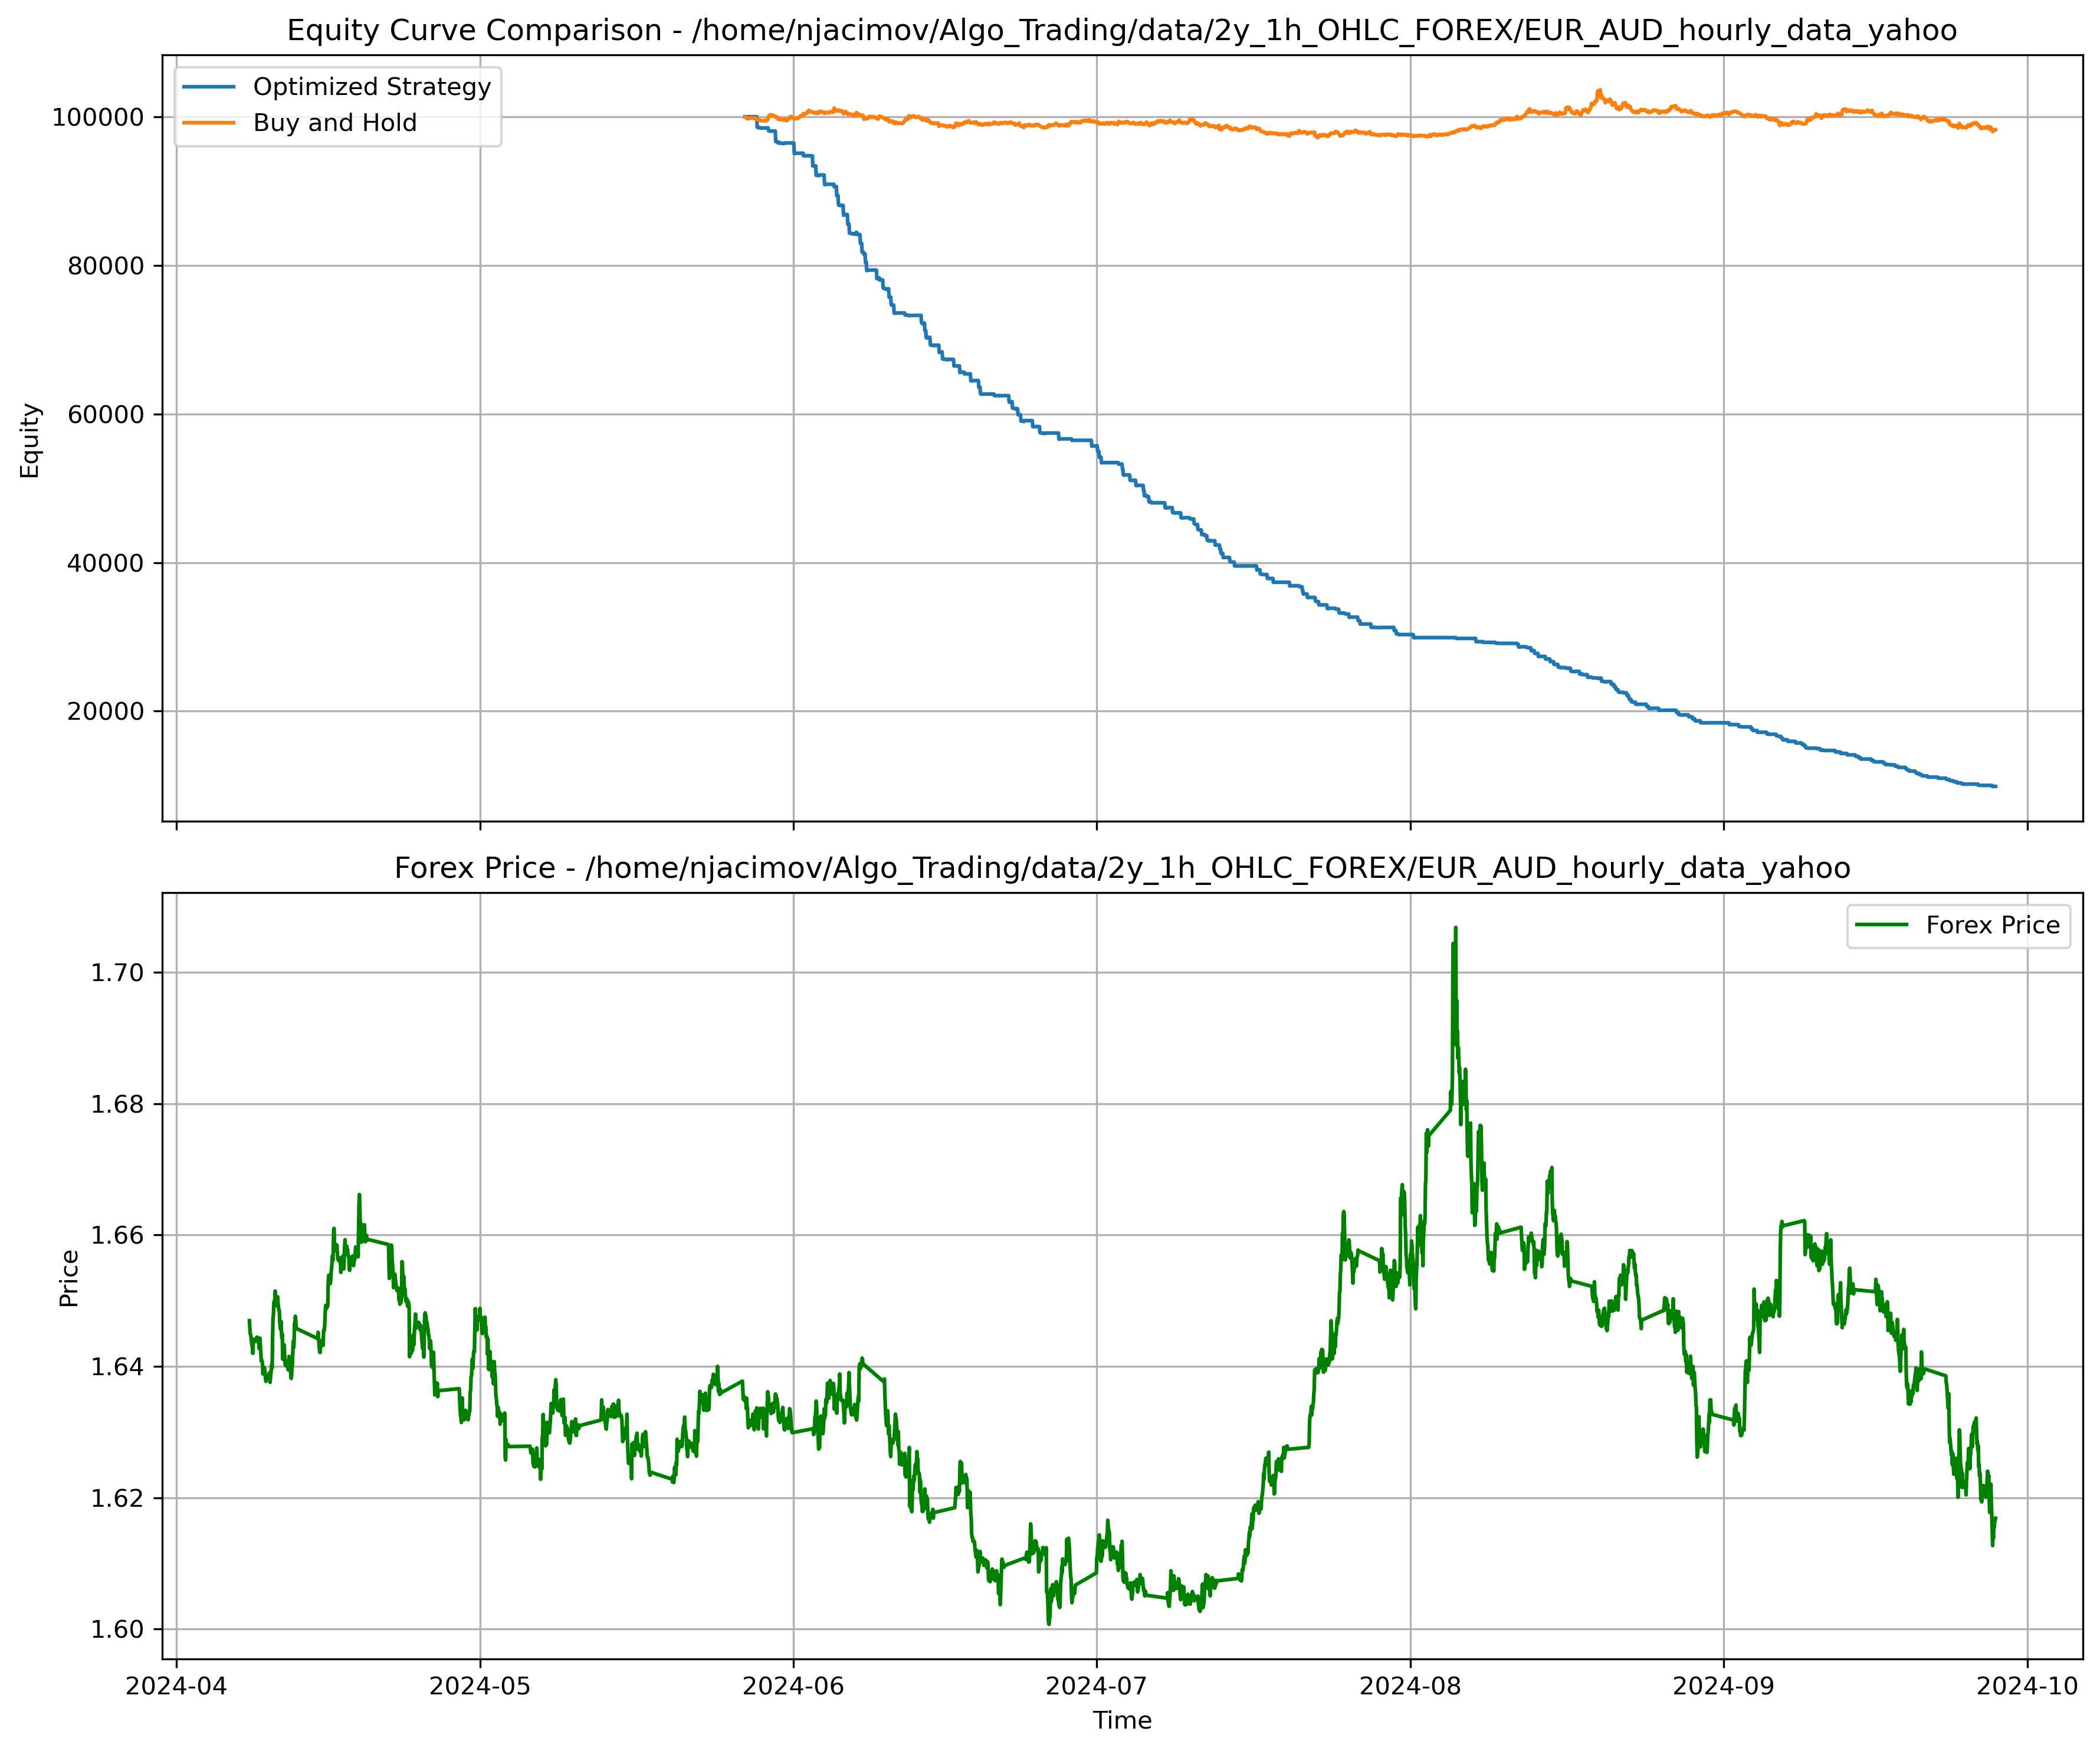 Equity Curve Comparison - /home/njacimov/Algo_Trading/data/2y_1h_OHLC_FOREX/EUR_AUD_hourly_data_yahoo
Optimized Strategy
Buy and Hold
100000
80000
60000
40000
20000
Equity
Forex Price - /home/njacimov/Algo_Trading/data/2y_1h_OHLC_FOREX/EUR_AUD_hourly_data_yahoo
Forex Price
1.70
1.68
1.66
1.64
1.62
1.60
Price
2024-04 2024-05 2024-06 2024-07 2024-08 2024-09 2024-10
Time